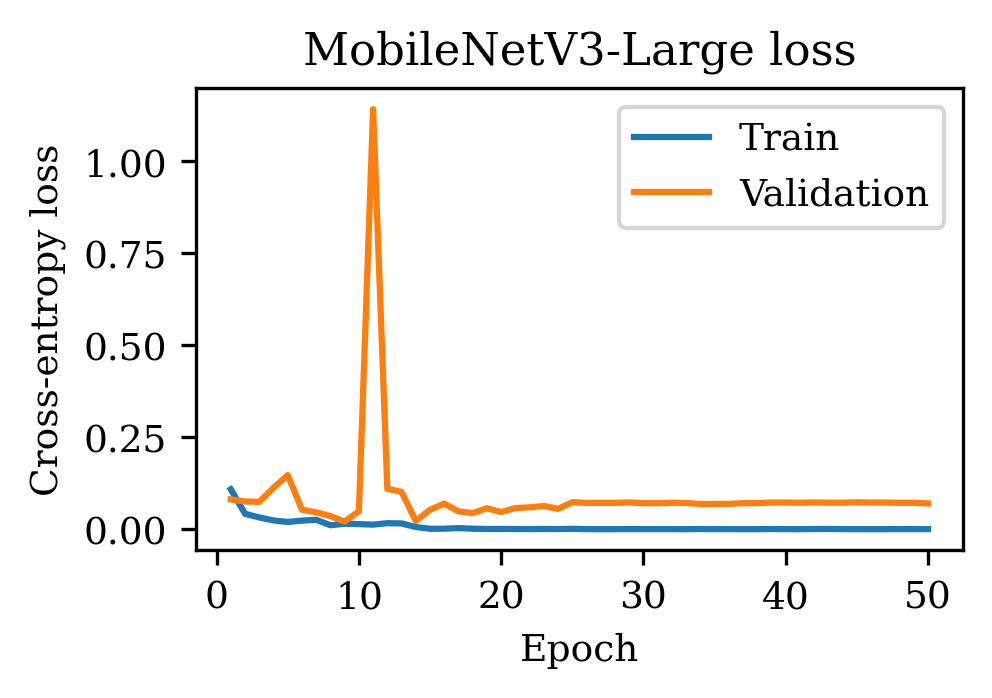 MobileNetV3-Large loss
Cross-entropy loss
1.00
0.75
0.50
0.25
0.00
Train
Validation
0 10 20 30 40 50
Epoch